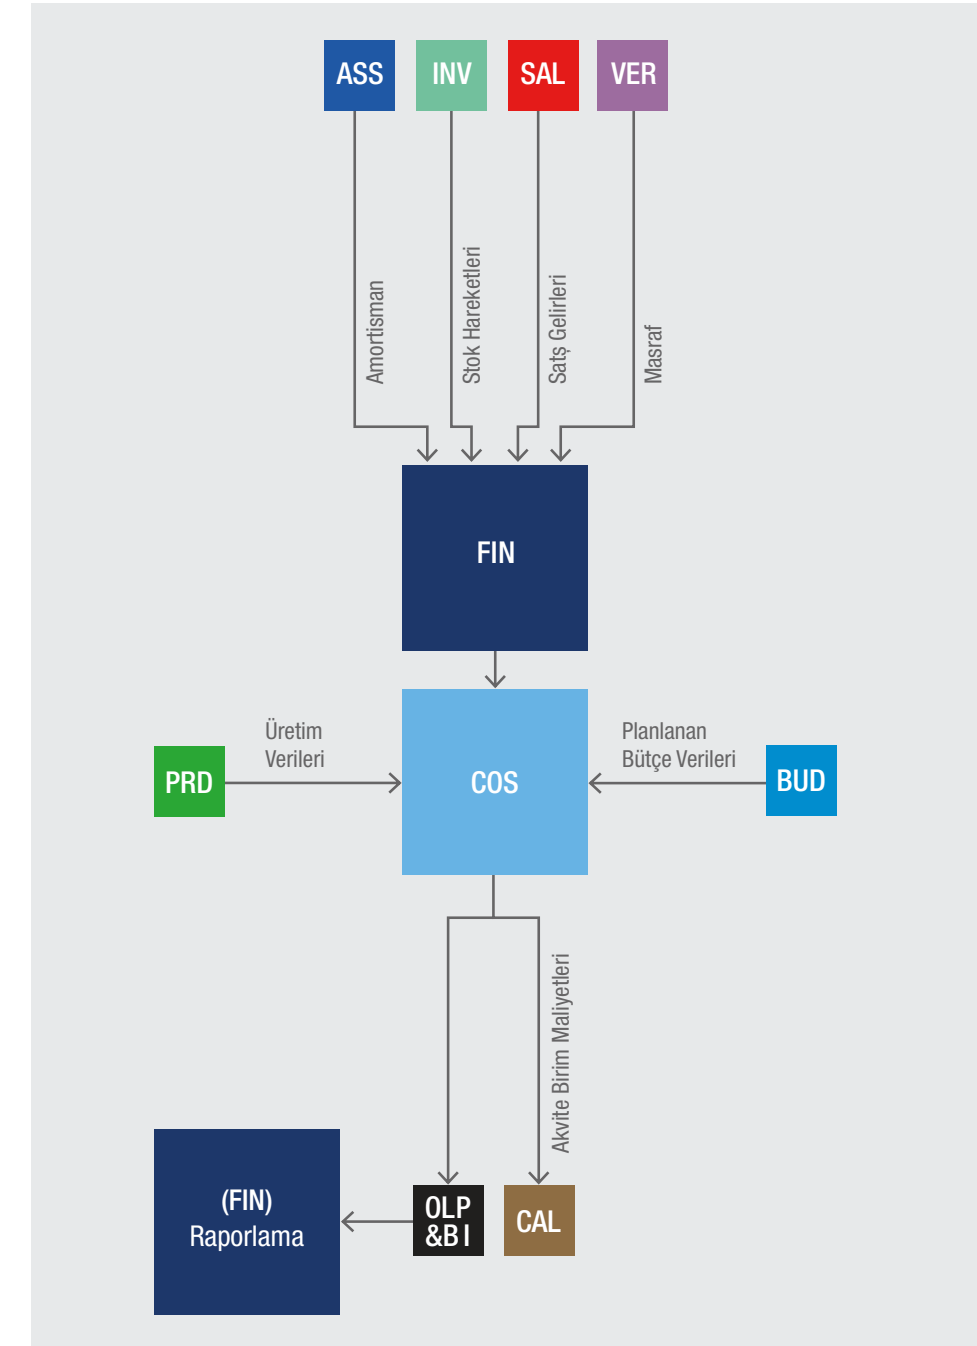 ASS
INV
SAL
VER
Amortisman
Stok Hareketleri
Satş Gelirleri
Masraf
FIN
Üretim
Verileri
Planlanan
Bütçe Verileri
PRD
COS
BUD
Akvite Birim Maliyetleri
(FIN)
Raporlama
OLP
&BI
CAL